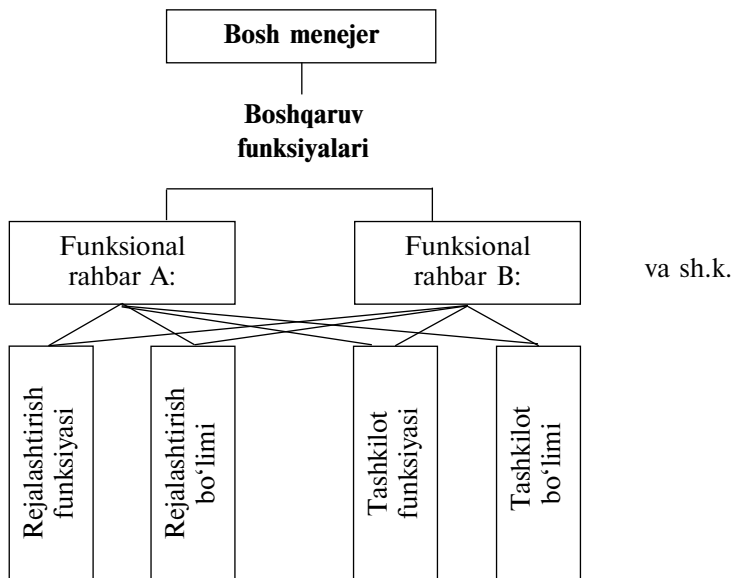 Bosh menejer
Boshqaruv
funksiyalari
Funksional
rahbar A:
Funksional
rahbar B:
va sh.k.
Rejalashtirish
funksiyasi
Rejalashtirish
bo‘limi
Tashkilot
funksiyasi
Tashkilot
bo‘limi